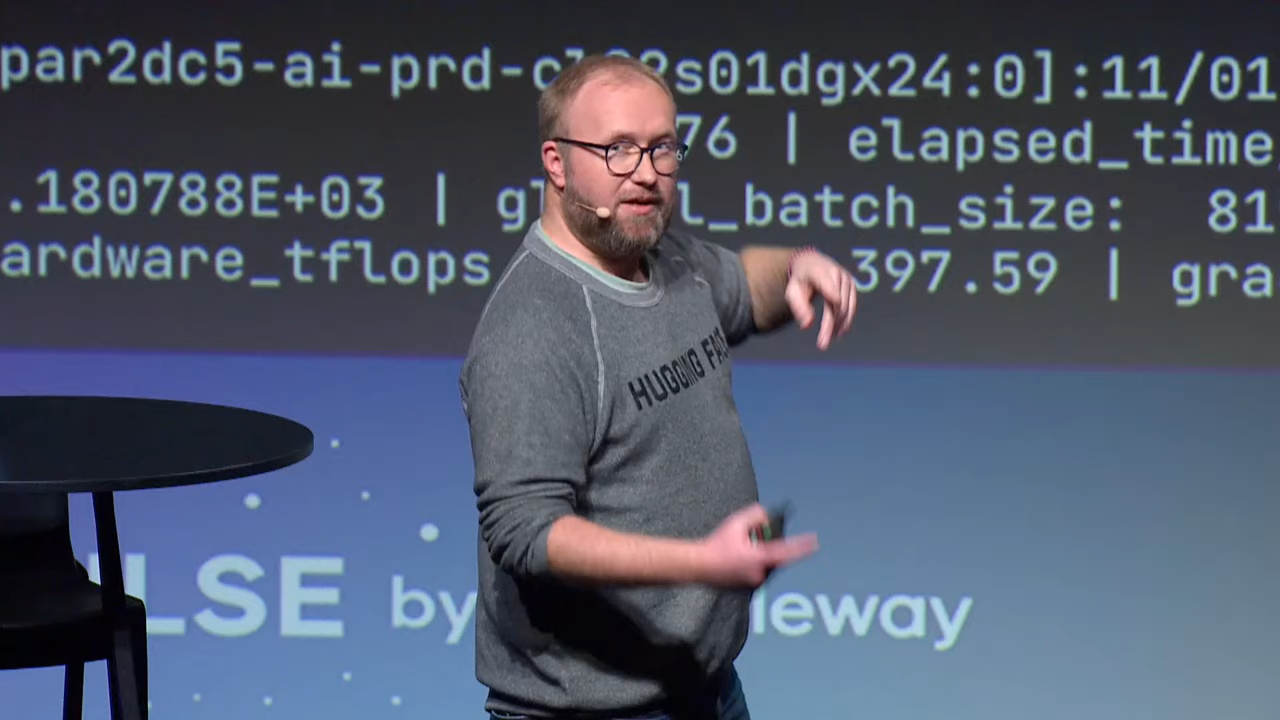 par2dc5-ai-prd- s01dgx24:0]:11/01
76 | elapsed_time
.180788E+03 | l_batch_size: 81
ardware_tflops 397.59 | gra
HUGGING FAC
LSE by leway